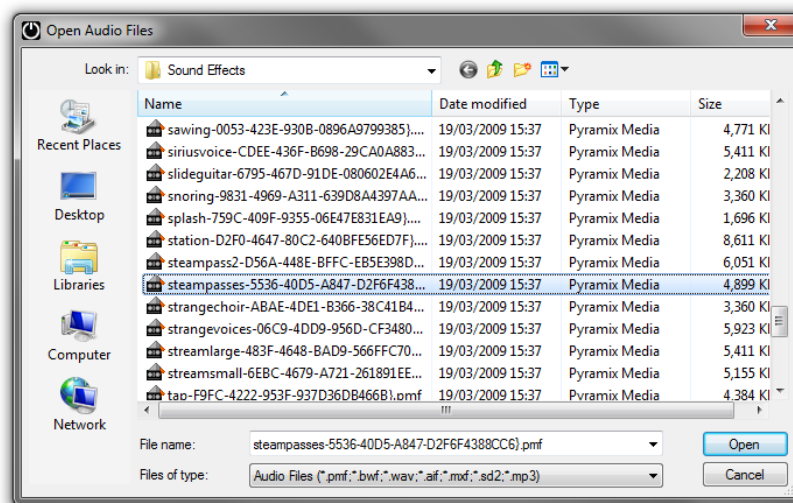 Open Audio Files
Look in: Sound Effects
Name Date modified Type Size
sawing-0053-423E-930B-0896A9799385}.... 19/03/2009 15:37 Pyramix Media 4,771 KI
siriusvoice-CDEE-436F-B698-29CA0A883... 19/03/2009 15:37 Pyramix Media 5,411 KI
slideguitar-6795-467D-91DE-080602E4A6... 19/03/2009 15:37 Pyramix Media 2,208 KI
snoring-9831-4969-A311-639D8A4397AA... 19/03/2009 15:37 Pyramix Media 3,360 KI
splash-759C-409F-9355-06E47E831EA9}.... 19/03/2009 15:37 Pyramix Media 1,696 KI
station-D2F0-4647-80C2-640BFE56ED7F}.... 19/03/2009 15:37 Pyramix Media 8,611 KI
steampass2-D56A-448E-BFFC-EB5E398D... 19/03/2009 15:37 Pyramix Media 6,051 KI
steampasses-5536-40D5-A847-D2F6F438... 19/03/2009 15:37 Pyramix Media 4,899 KI
strangechoir-ABAE-4DE1-B366-38C41B4... 19/03/2009 15:37 Pyramix Media 3,360 KI
strangevoices-06C9-4DD9-956D-CF3480... 19/03/2009 15:37 Pyramix Media 5,923 KI
streamlarge-483F-4648-BAD9-566FFC70... 19/03/2009 15:37 Pyramix Media 5,411 KI
streamsmall-6EBC-4679-A721-261891EE... 19/03/2009 15:37 Pyramix Media 5,155 KI
tap-F9FC-4222-953F-937D36DB466B}.pmf 19/03/2009 15:37 Pyramix Media 4,384 KI
Recent Places
Desktop
Libraries
Computer
Network
File name: steampasses-5536-40D5-A847-D2F6F4388CC6}.pmf Open
Files of type: Audio Files (*.pmf;*.bwf;*.wav;*.aif;*.mxf;*.sd2;*.mp3) Cancel